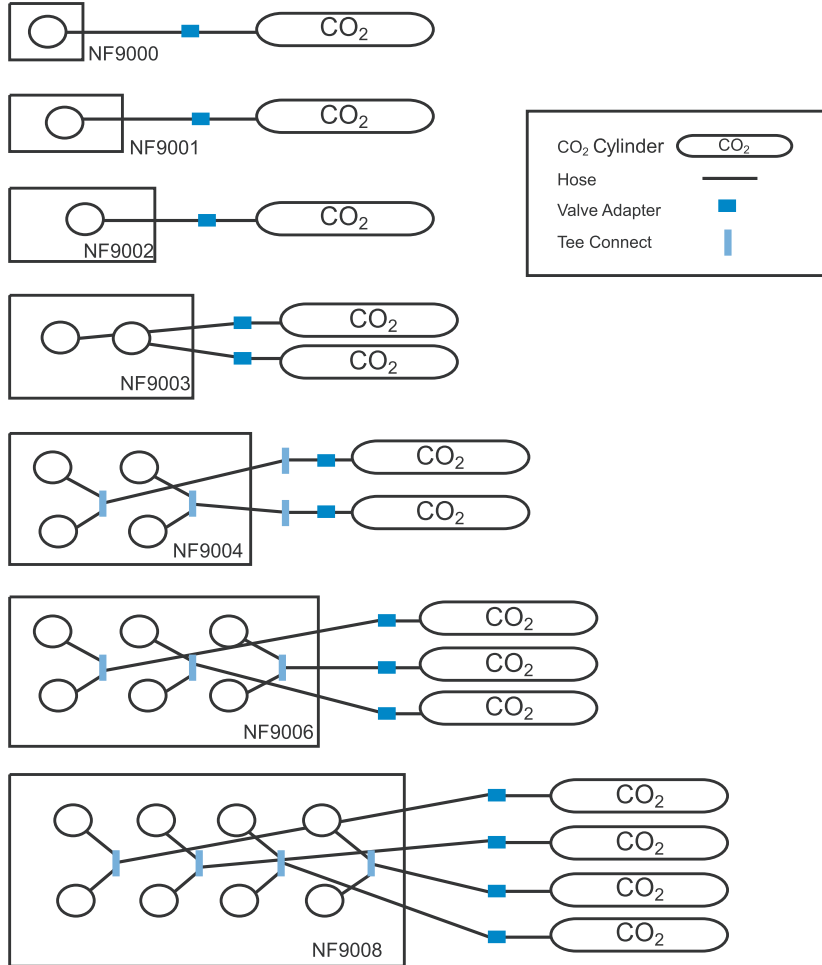 CO₂
NF9000
CO₂
NF9001
CO₂ Cylinder CO₂
Hose
Valve Adapter
Tee Connect
CO₂
NF9002
CO₂
CO₂
NF9003
CO₂
CO₂
NF9004
CO₂
CO₂
CO₂
NF9006
CO₂
CO₂
CO₂
CO₂
NF9008